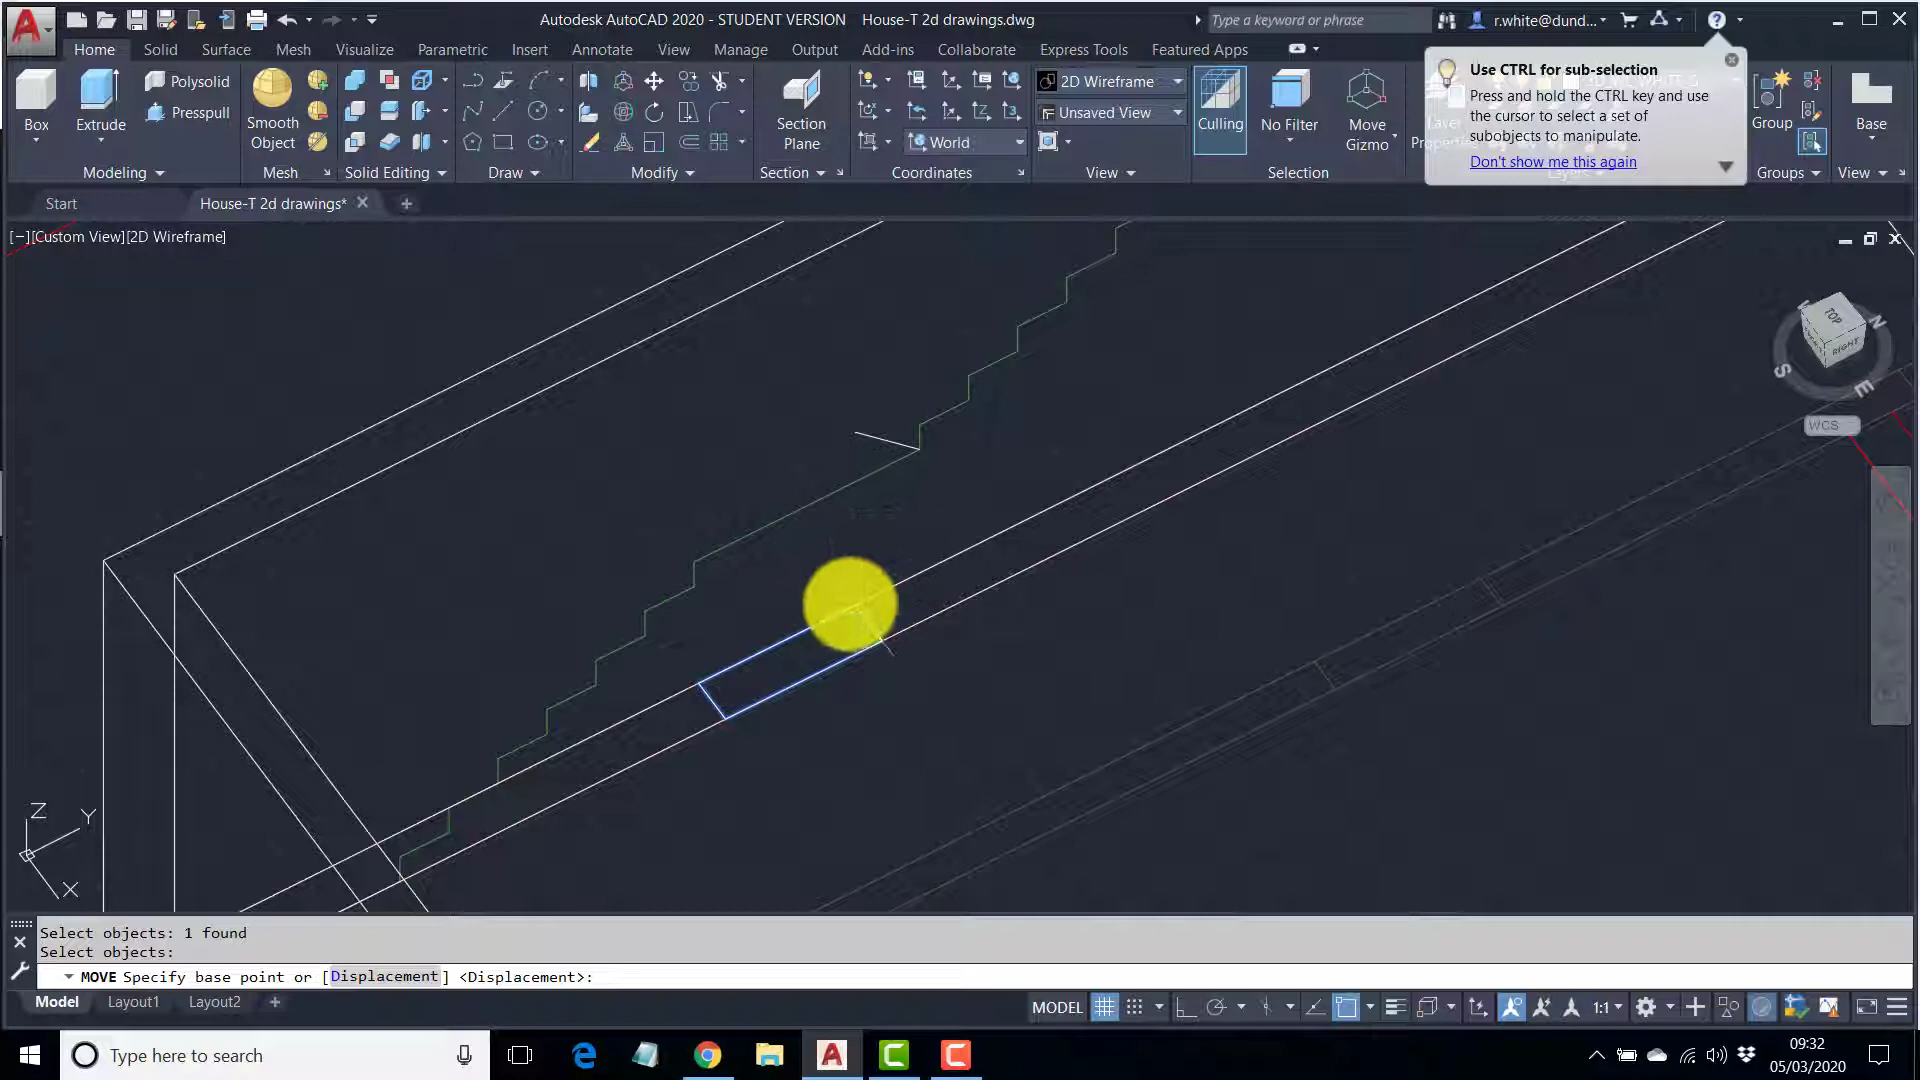 Autodesk AutoCAD 2020 - STUDENT VERSION House-T 2d drawings.dwg
Type a keyword or phrase
r.white@dund...
Home Solid Surface Mesh Visualize Parametric Insert Annotate View Manage Output Add-ins Collaborate Express Tools Featured Apps
Box
Extrude
Polysolid
Presspull
Smooth
Object
Section
Plane
World
2D Wireframe
Unsaved View
Culling
No Filter
Move
Gizmo
Group
Base
Modeling Mesh Solid Editing Draw Modify Section Coordinates View Selection Groups View
Use CTRL for sub-selection
Press and hold the CTRL key and use
the cursor to select a set of
subobjects to manipulate.
Don't show me this again
Start House-T 2d drawings*
[−][Custom View][2D Wireframe]
TOP
RIGHT
N
S
E
WCS
Z
Y
X
Select objects: 1 found
Select objects:
MOVE Specify base point or [Displacement] <Displacement>:
Model Layout1 Layout2
MODEL 1:1
Type here to search
09:32
05/03/2020